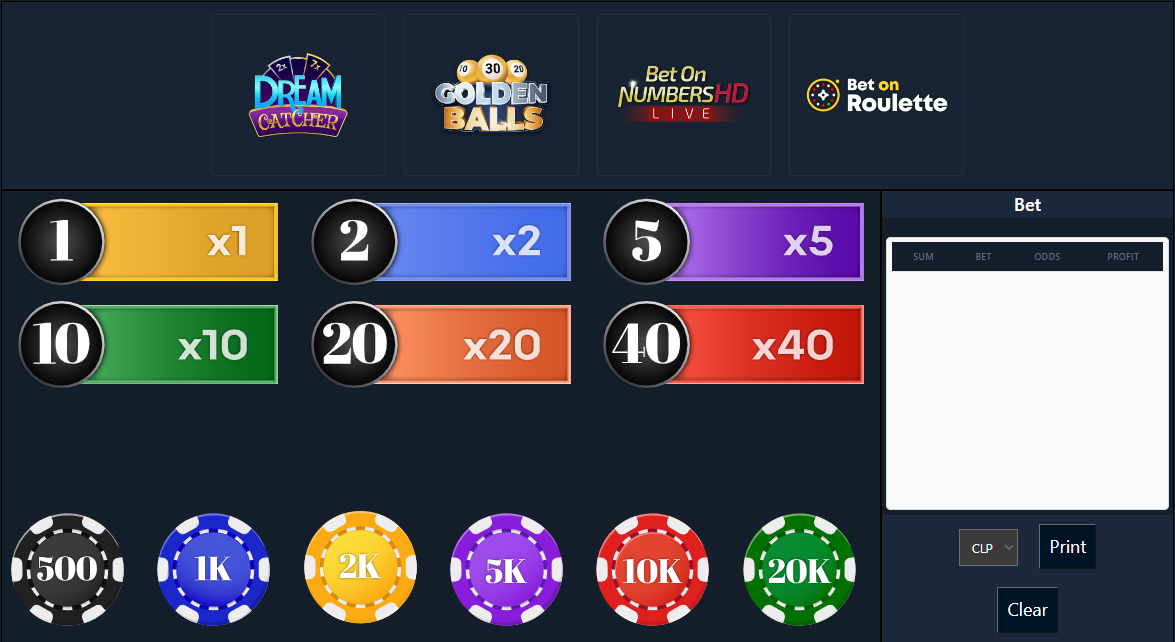 2x 7x
DREAM
CATCHER
10 30 20
GOLDEN
BALLS
Bet On
NUMBERSHD
LIVE
Bet on
Roulette
1 x1
2 x2
5 x5
Bet
SUM BET ODDS PROFIT
10 x10
20 x20
40 x40
500
1K
2K
5K
10K
20K
CLP
Print
Clear